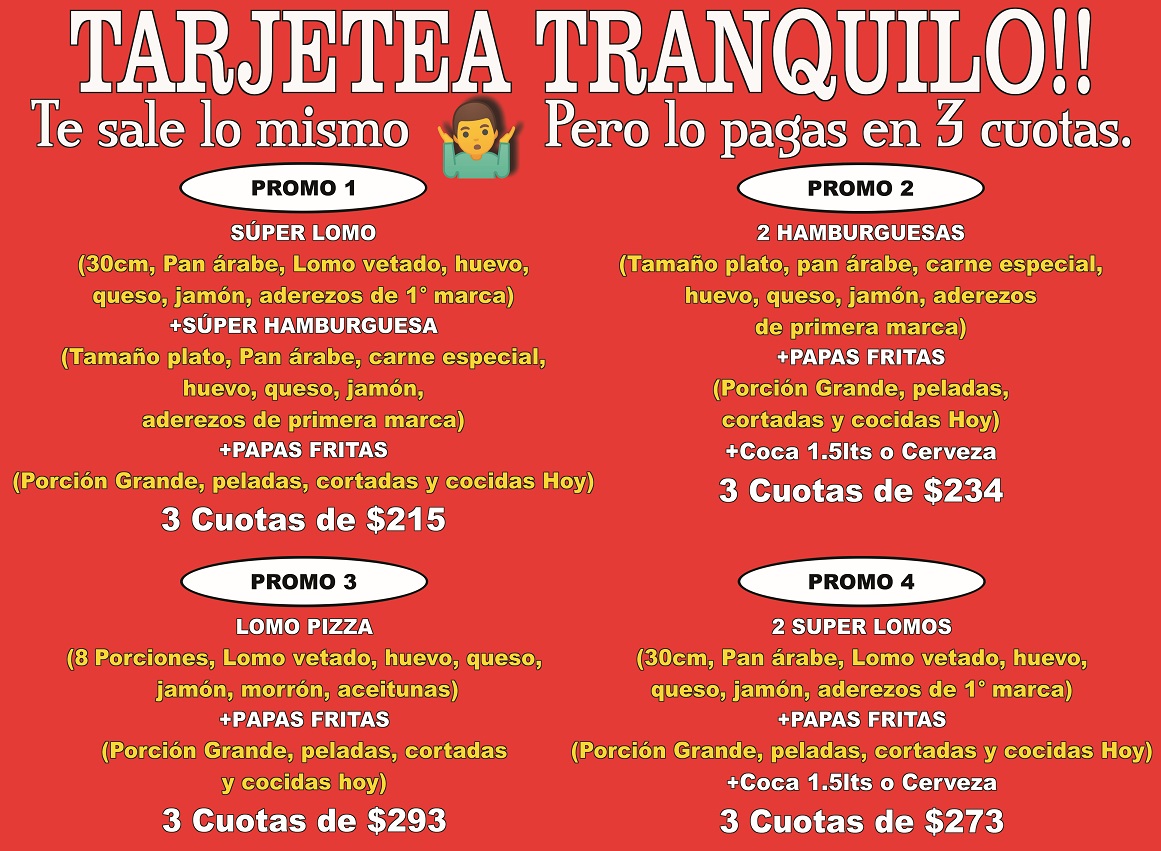 TARJETEA TRANQUILO!!
Te sale lo mismo Pero lo pagas en 3 cuotas.
PROMO 1
SÚPER LOMO
(30cm, Pan árabe, Lomo vetado, huevo,
queso, jamón, aderezos de 1° marca)
+SÚPER HAMBURGUESA
(Tamaño plato, Pan árabe, carne especial,
huevo, queso, jamón,
aderezos de primera marca)
+PAPAS FRITAS
(Porción Grande, peladas, cortadas y cocidas Hoy)
3 Cuotas de $215
PROMO 2
2 HAMBURGUESAS
(Tamaño plato, pan árabe, carne especial,
huevo, queso, jamón, aderezos
de primera marca)
+PAPAS FRITAS
(Porción Grande, peladas,
cortadas y cocidas Hoy)
+Coca 1.5lts o Cerveza
3 Cuotas de $234
PROMO 3
LOMO PIZZA
(8 Porciones, Lomo vetado, huevo, queso,
jamón, morrón, aceitunas)
+PAPAS FRITAS
(Porción Grande, peladas, cortadas
y cocidas hoy)
3 Cuotas de $293
PROMO 4
2 SUPER LOMOS
(30cm, Pan árabe, Lomo vetado, huevo,
queso, jamón, aderezos de 1° marca)
+PAPAS FRITAS
(Porción Grande, peladas, cortadas y cocidas Hoy)
+Coca 1.5lts o Cerveza
3 Cuotas de $273